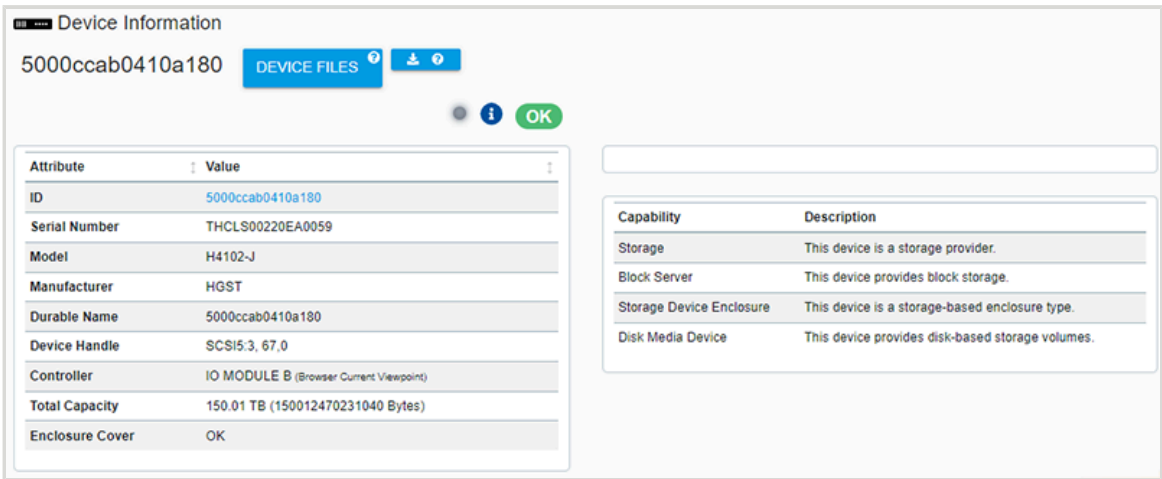 Device Information
5000ccab0410a180 DEVICE FILES
OK
Attribute Value
ID 5000ccab0410a180
Serial Number THCLS00220EA0059
Model H4102-J
Manufacturer HGST
Durable Name 5000ccab0410a180
Device Handle SCSI5:3, 67,0
Controller IO MODULE B (Browser Current Viewpoint)
Total Capacity 150.01 TB (150012470231040 Bytes)
Enclosure Cover OK
Capability Description
Storage This device is a storage provider.
Block Server This device provides block storage.
Storage Device Enclosure This device is a storage-based enclosure type.
Disk Media Device This device provides disk-based storage volumes.